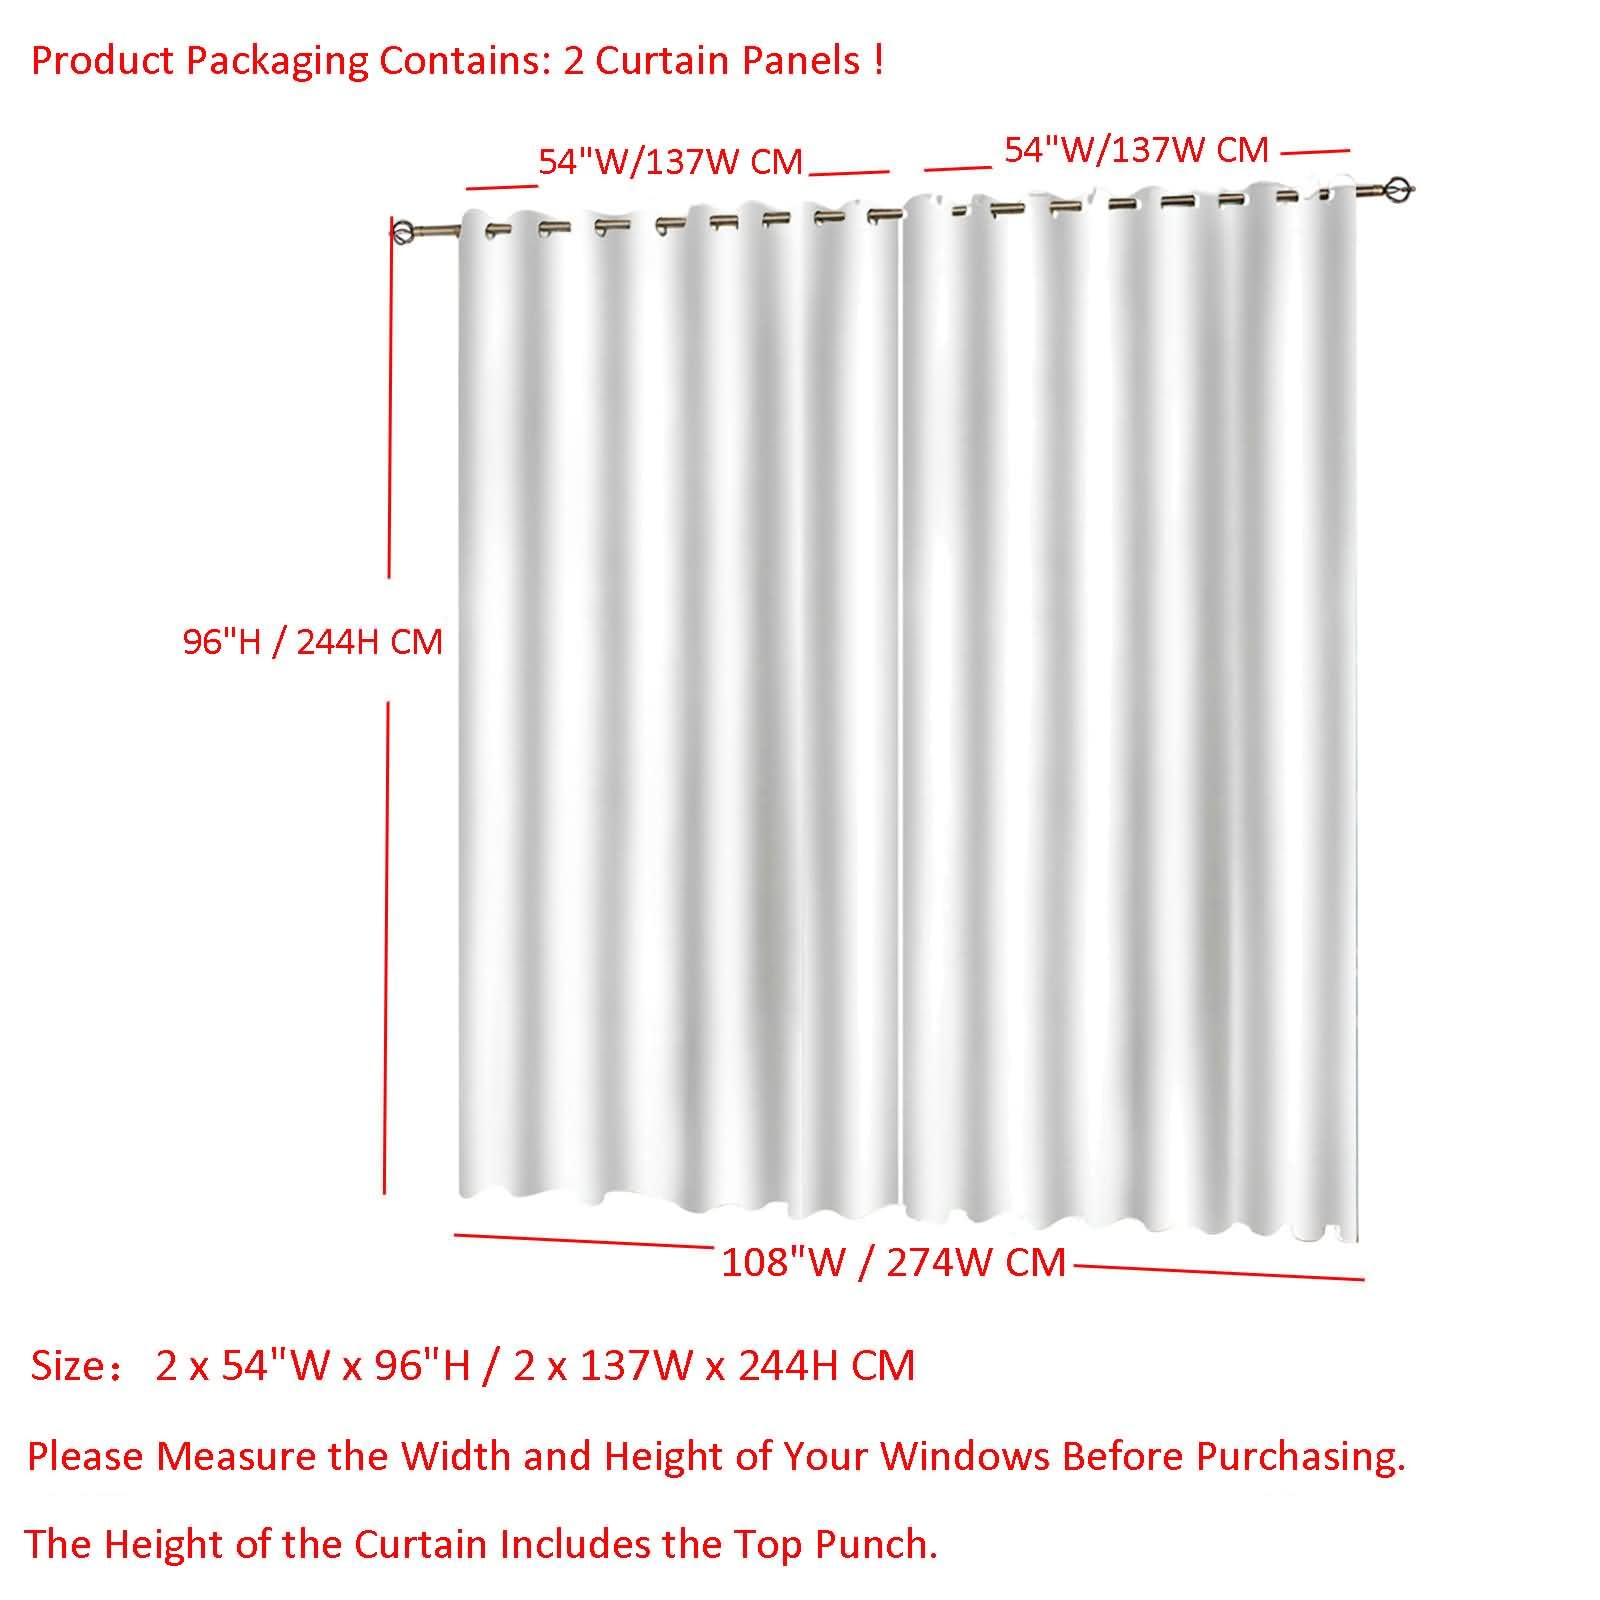 Product Packaging Contains: 2 Curtain Panels !
54"W/137W CM
54"W/137W CM
96"H / 244H CM
108"W / 274W CM
Size： 2 x 54"W x 96"H / 2 x 137W x 244H CM
Please Measure the Width and Height of Your Windows Before Purchasing.
The Height of the Curtain Includes the Top Punch.